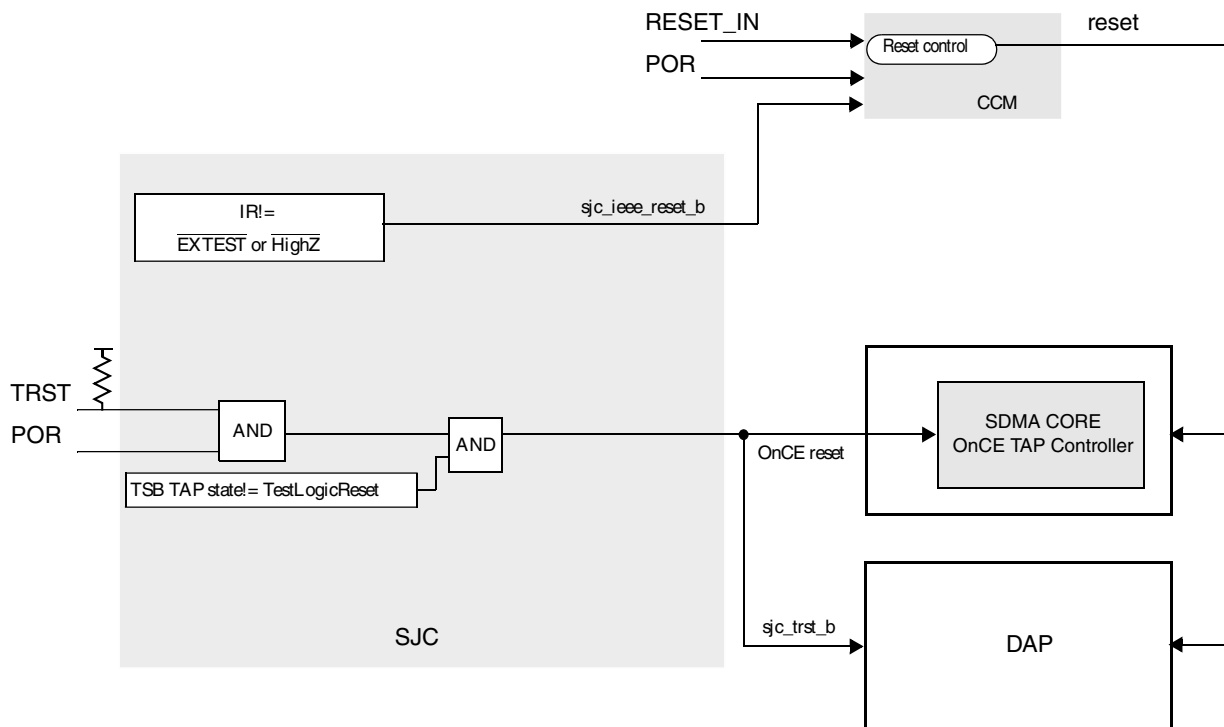 RESET_IN
reset
Reset control
POR
CCM
IR!=
sjc_ieee_reset_b
EXTEST or HighZ
TRST
AND
SDMA CORE
POR
AND
OnCE TAP Controller
OnCE reset
TSB TAP state!= TestLogicReset
sjc_trst_b
SJC
DAP